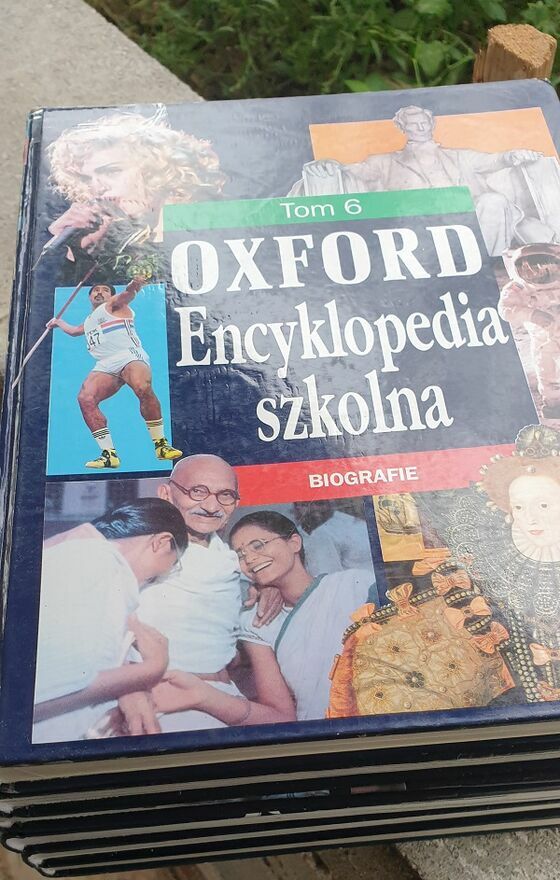 Tom 6
OXFORD
Encyklopedia
szkolna
BIOGRAFIE